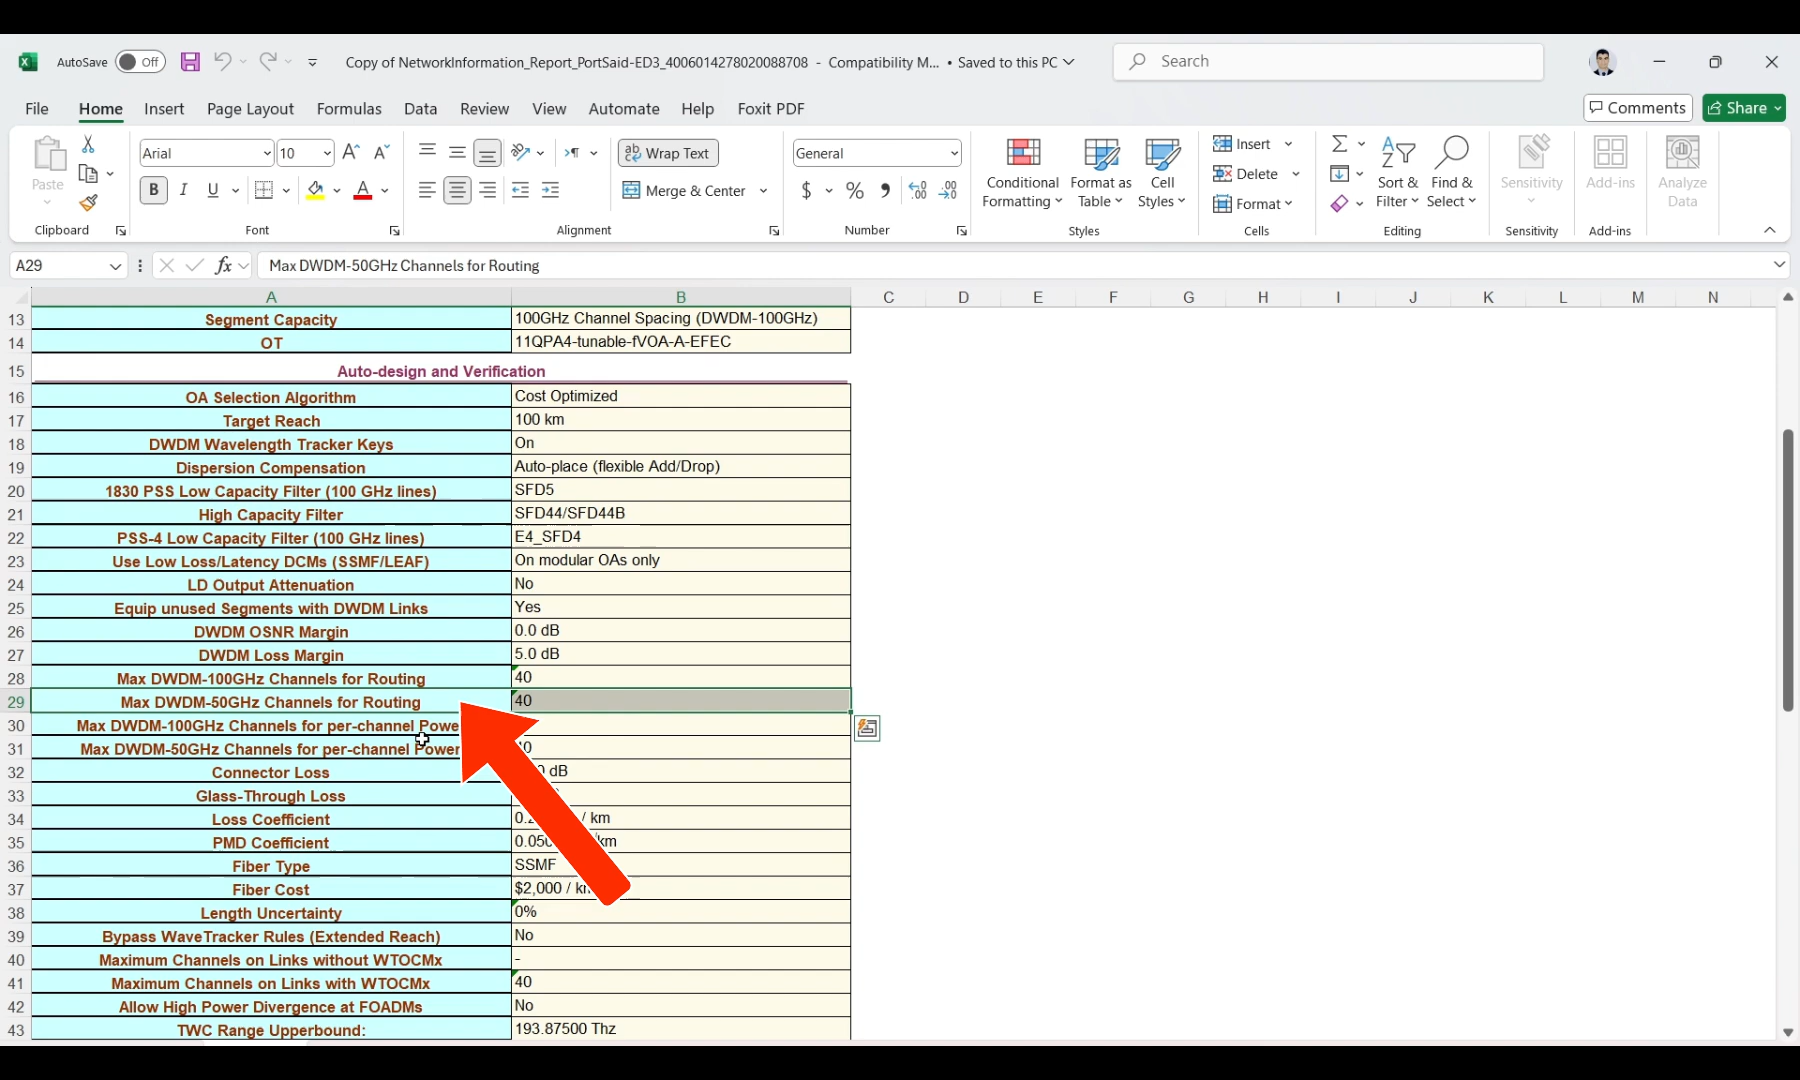 AutoSave Off Copy of NetworkInformation_Report_PortSaid-ED3_4006014278020088708 - Compatibility M... • Saved to this PC Search
File Home Insert Page Layout Formulas Data Review View Automate Help Foxit PDF Comments Share
Paste Arial 10 Wrap Text General Conditional Formatting Format as Table Cell Styles Insert Sort & Filter Find & Select Sensitivity Add-ins Analyze Data
B I U A Merge & Center $ % Delete
Format
Clipboard Font Alignment Number Styles Cells Editing Sensitivity Add-ins
A29 fx Max DWDM-50GHz Channels for Routing
A B C D E F G H I J K L M N
13 Segment Capacity 100GHz Channel Spacing (DWDM-100GHz)
14 OT 11QPA4-tunable-fVOA-A-EFEC
15 Auto-design and Verification
16 OA Selection Algorithm Cost Optimized
17 Target Reach 100 km
18 DWDM Wavelength Tracker Keys On
19 Dispersion Compensation Auto-place (flexible Add/Drop)
20 1830 PSS Low Capacity Filter (100 GHz lines) SFD5
21 High Capacity Filter SFD44/SFD44B
22 PSS-4 Low Capacity Filter (100 GHz lines) E4_SFD4
23 Use Low Loss/Latency DCMs (SSMF/LEAF) On modular OAs only
24 LD Output Attenuation No
25 Equip unused Segments with DWDM Links Yes
26 DWDM OSNR Margin 0.0 dB
27 DWDM Loss Margin 5.0 dB
28 Max DWDM-100GHz Channels for Routing 40
29 Max DWDM-50GHz Channels for Routing 40
30 Max DWDM-100GHz Channels for per-channel
31 Max DWDM-50GHz Channels for per-channel Power
32 Connector Loss dB
33 Glass-Through Loss
34 Loss Coefficient / km
35 PMD Coefficient
36 Fiber Type SSMF
37 Fiber Cost $2,000 /
38 Length Uncertainty 0%
39 Bypass WaveTracker Rules (Extended Reach) No
40 Maximum Channels on Links without WTOCMx -
41 Maximum Channels on Links with WTOCMx 40
42 Allow High Power Divergence at FOADMs No
43 TWC Range Upperbound: 193.87500 Thz